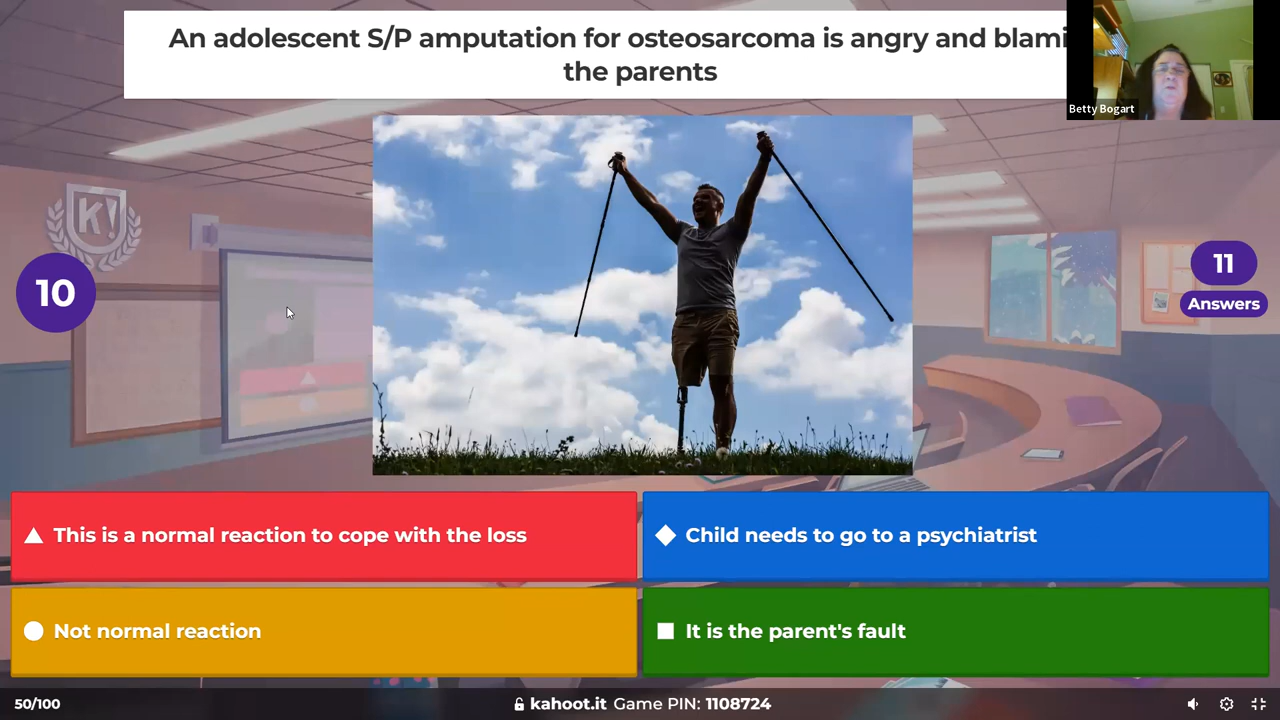 An adolescent S/P amputation for osteosarcoma is angry and blami
the parents
Betty Bogart
K!
10
11
Answers
This is a normal reaction to cope with the loss
Child needs to go to a psychiatrist
Not normal reaction
It is the parent's fault
50/100
kahoot.it Game PIN: 1108724